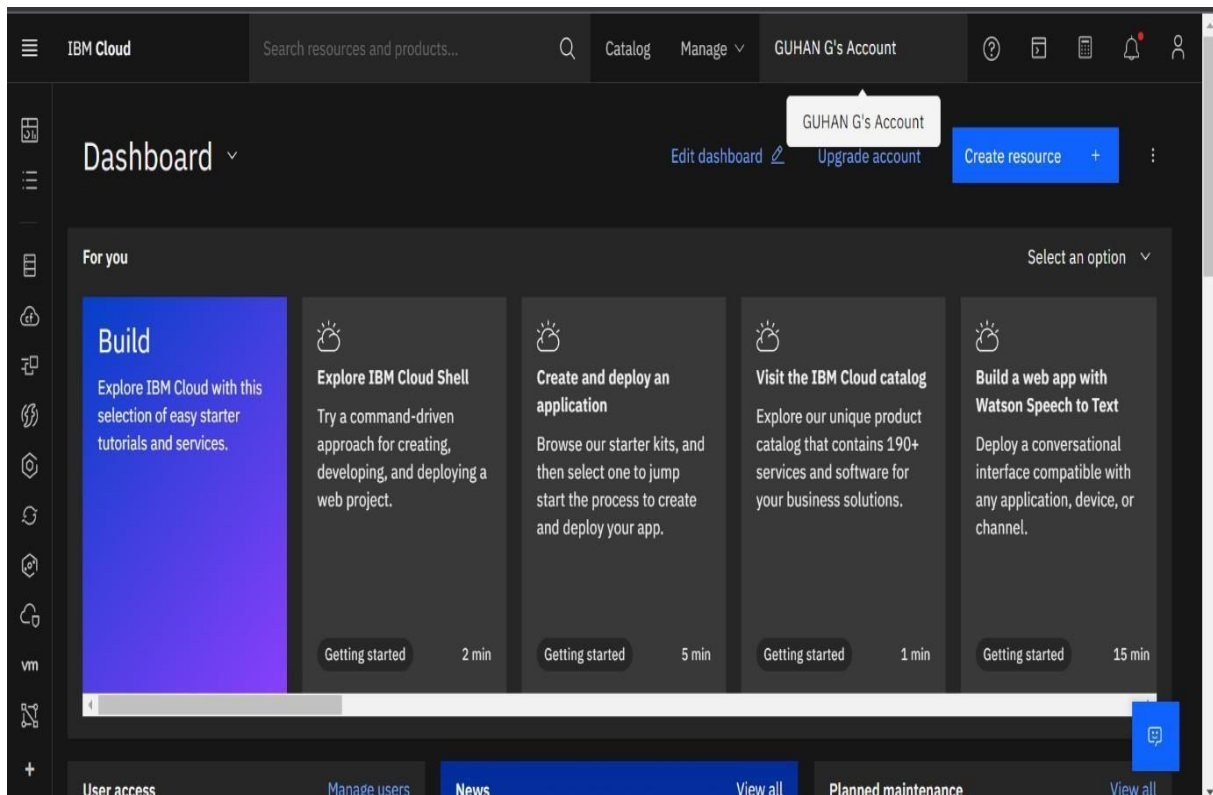 IBM Cloud
Search resources and products...
Catalog
Manage
GUHAN G's Account
GUHAN G's Account
Dashboard
Edit dashboard
Upgrade account
Create resource +
For you
Select an option
Build
Explore IBM Cloud with this
selection of easy starter
tutorials and services.
Explore IBM Cloud Shell
Try a command-driven
approach for creating,
developing, and deploying a
web project.
Getting started
2 min
Create and deploy an
application
Browse our starter kits, and
then select one to jump
start the process to create
and deploy your app.
Getting started
5 min
Visit the IBM Cloud catalog
Explore our unique product
catalog that contains 190+
services and software for
your business solutions.
Getting started
1 min
Build a web app with
Watson Speech to Text
Deploy a conversational
interface compatible with
any application, device, or
channel.
Getting started
15 min
cf
vm
+
User access
Manage users
News
View all
Planned maintenance
View all